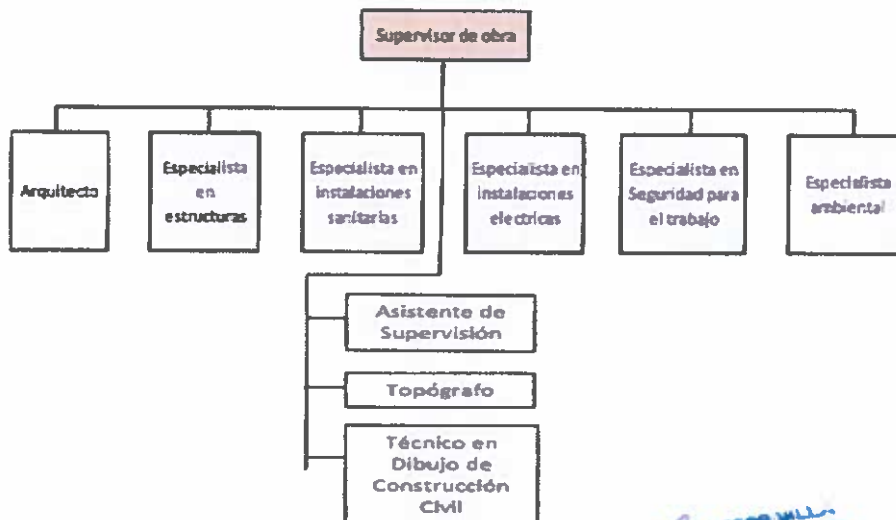 Supervisor de obra
Arquitecto
Especialista
en
estructuras
Especialista en
instalaciones
sanitarias
Especialista en
instalaciones
electricas
Especialista en
Seguridad para
el trabajo
Especialista
ambiental
Asistente de
Supervisión
Topógrafo
Técnico en
Dibujo de
Construcción
Civil